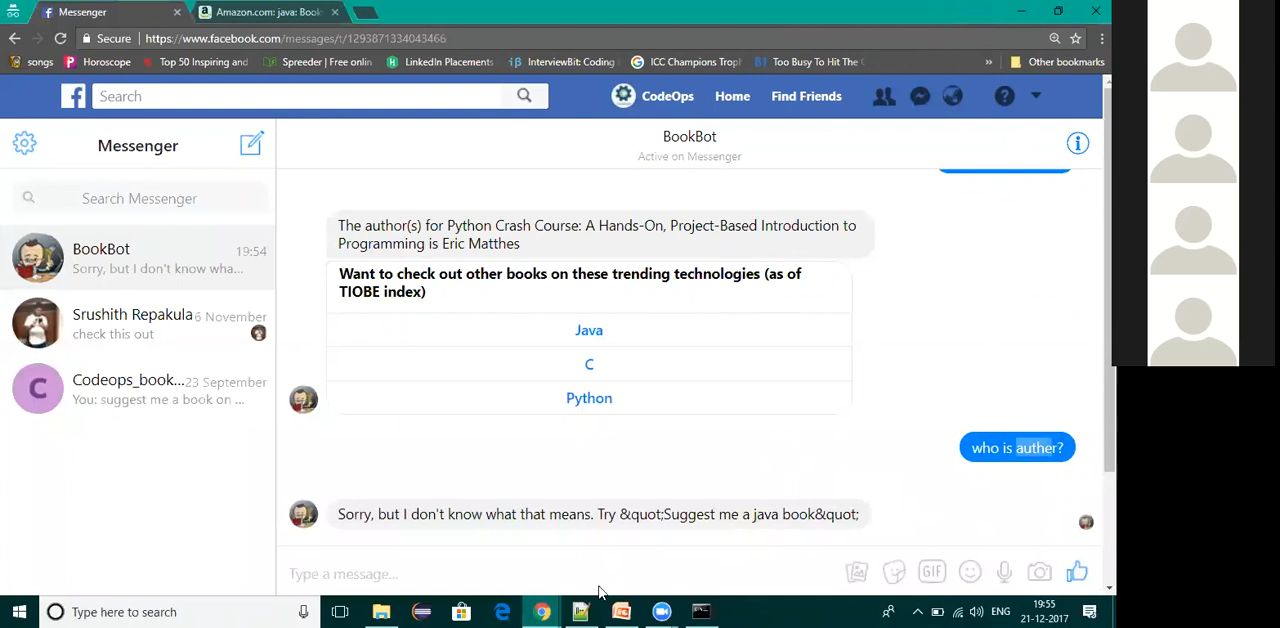 Messenger
Amazon.com: java: Book
Secure
https://www.facebook.com/messages/t/1293871334043466
songs
Horoscope
Top 50 Inspiring and
Spreeder | Free onlin
LinkedIn Placements
InterviewBit: Coding
ICC Champions Trop
Too Busy To Hit The
»
Other bookmarks
Search
CodeOps
Home
Find Friends
Messenger
BookBot
Active on Messenger
Search Messenger
BookBot
19:54
Sorry, but I don't know wha...
Srushith Repakula
6 November
check this out
C
Codeops_book...
23 September
You: suggest me a book on ...
The author(s) for Python Crash Course: A Hands-On, Project-Based Introduction to
Programming is Eric Matthes
Want to check out other books on these trending technologies (as of
TIOBE index)
Java
C
Python
who is auther?
Sorry, but I don't know what that means. Try &quot;Suggest me a java book&quot;
Type a message...
GIF
Type here to search
ENG
19:55
21-12-2017